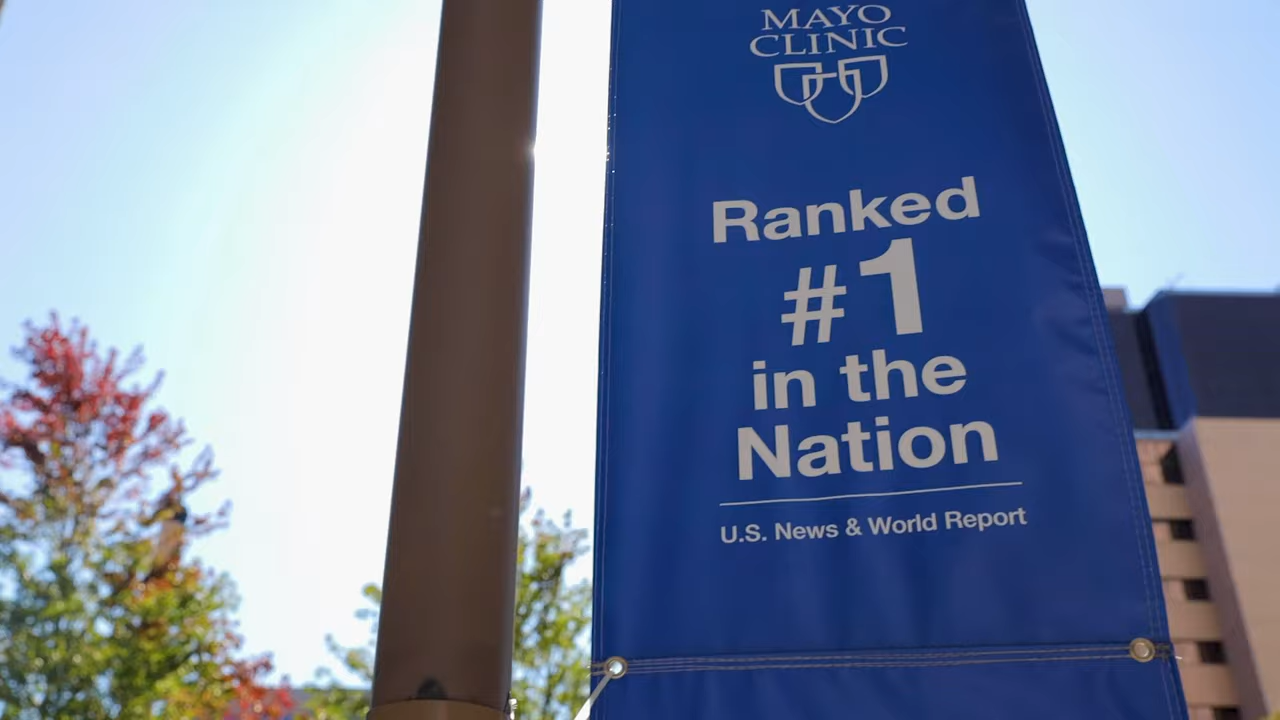 MAYO
CLINIC
Ranked
#1
in the
Nation
U.S. News & World Report